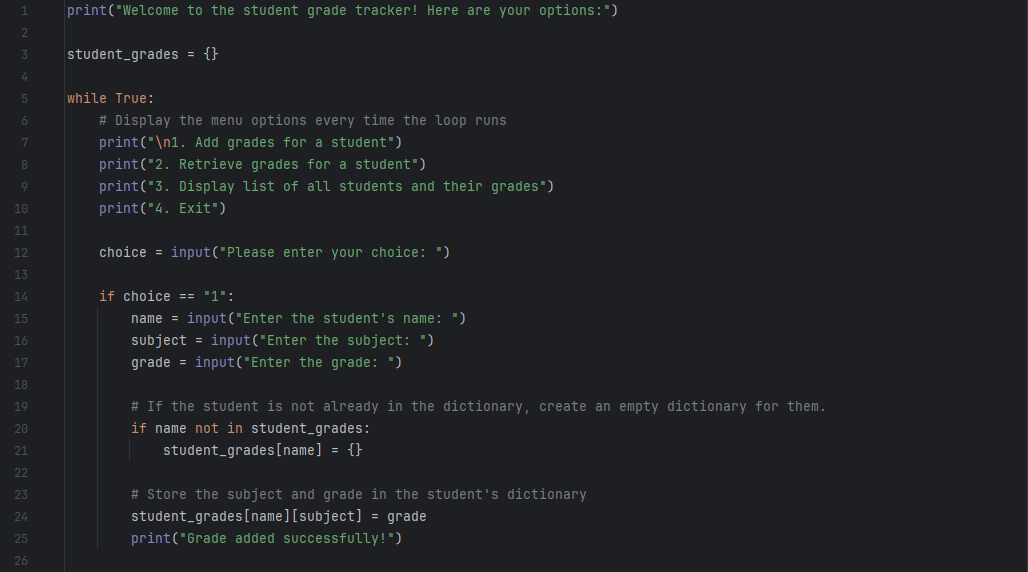 1 print("Welcome to the student grade tracker! Here are your options:")
2
3 student_grades = {}
4
5 while True:
6     # Display the menu options every time the loop runs
7     print("\n1. Add grades for a student")
8     print("2. Retrieve grades for a student")
9     print("3. Display list of all students and their grades")
10     print("4. Exit")
11
12     choice = input("Please enter your choice: ")
13
14     if choice == "1":
15         name = input("Enter the student's name: ")
16         subject = input("Enter the subject: ")
17         grade = input("Enter the grade: ")
18
19         # If the student is not already in the dictionary, create an empty dictionary for them.
20         if name not in student_grades:
21             student_grades[name] = {}
22
23         # Store the subject and grade in the student's dictionary
24         student_grades[name][subject] = grade
25         print("Grade added successfully!")
26